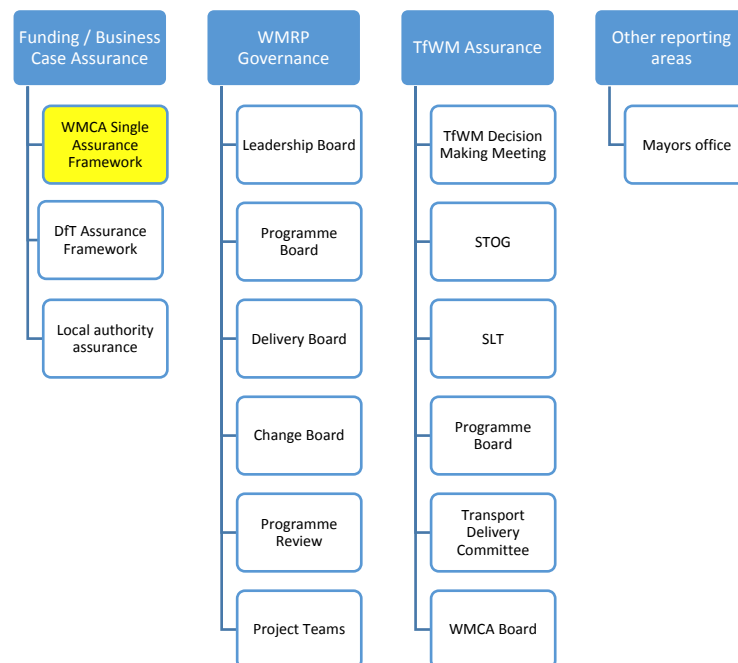 Funding / Business
Case Assurance
WMCA Single
Assurance
Framework
DfT Assurance
Framework
Local authority
assurance
WMRP
Governance
Leadership Board
Programme
Board
Delivery Board
Change Board
Programme
Review
Project Teams
TfWM Assurance
TfWM Decision
Making Meeting
STOG
SLT
Programme
Board
Transport
Delivery
Committee
WMCA Board
Other reporting
areas
Mayors office